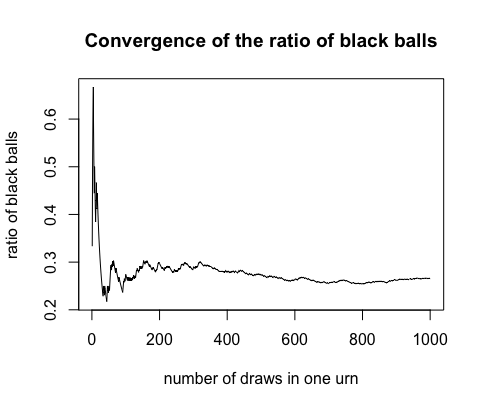 Convergence of the ratio of black balls
ratio of black balls
0.6
0.5
0.4
0.3
0.2
0 200 400 600 800 1000
number of draws in one urn